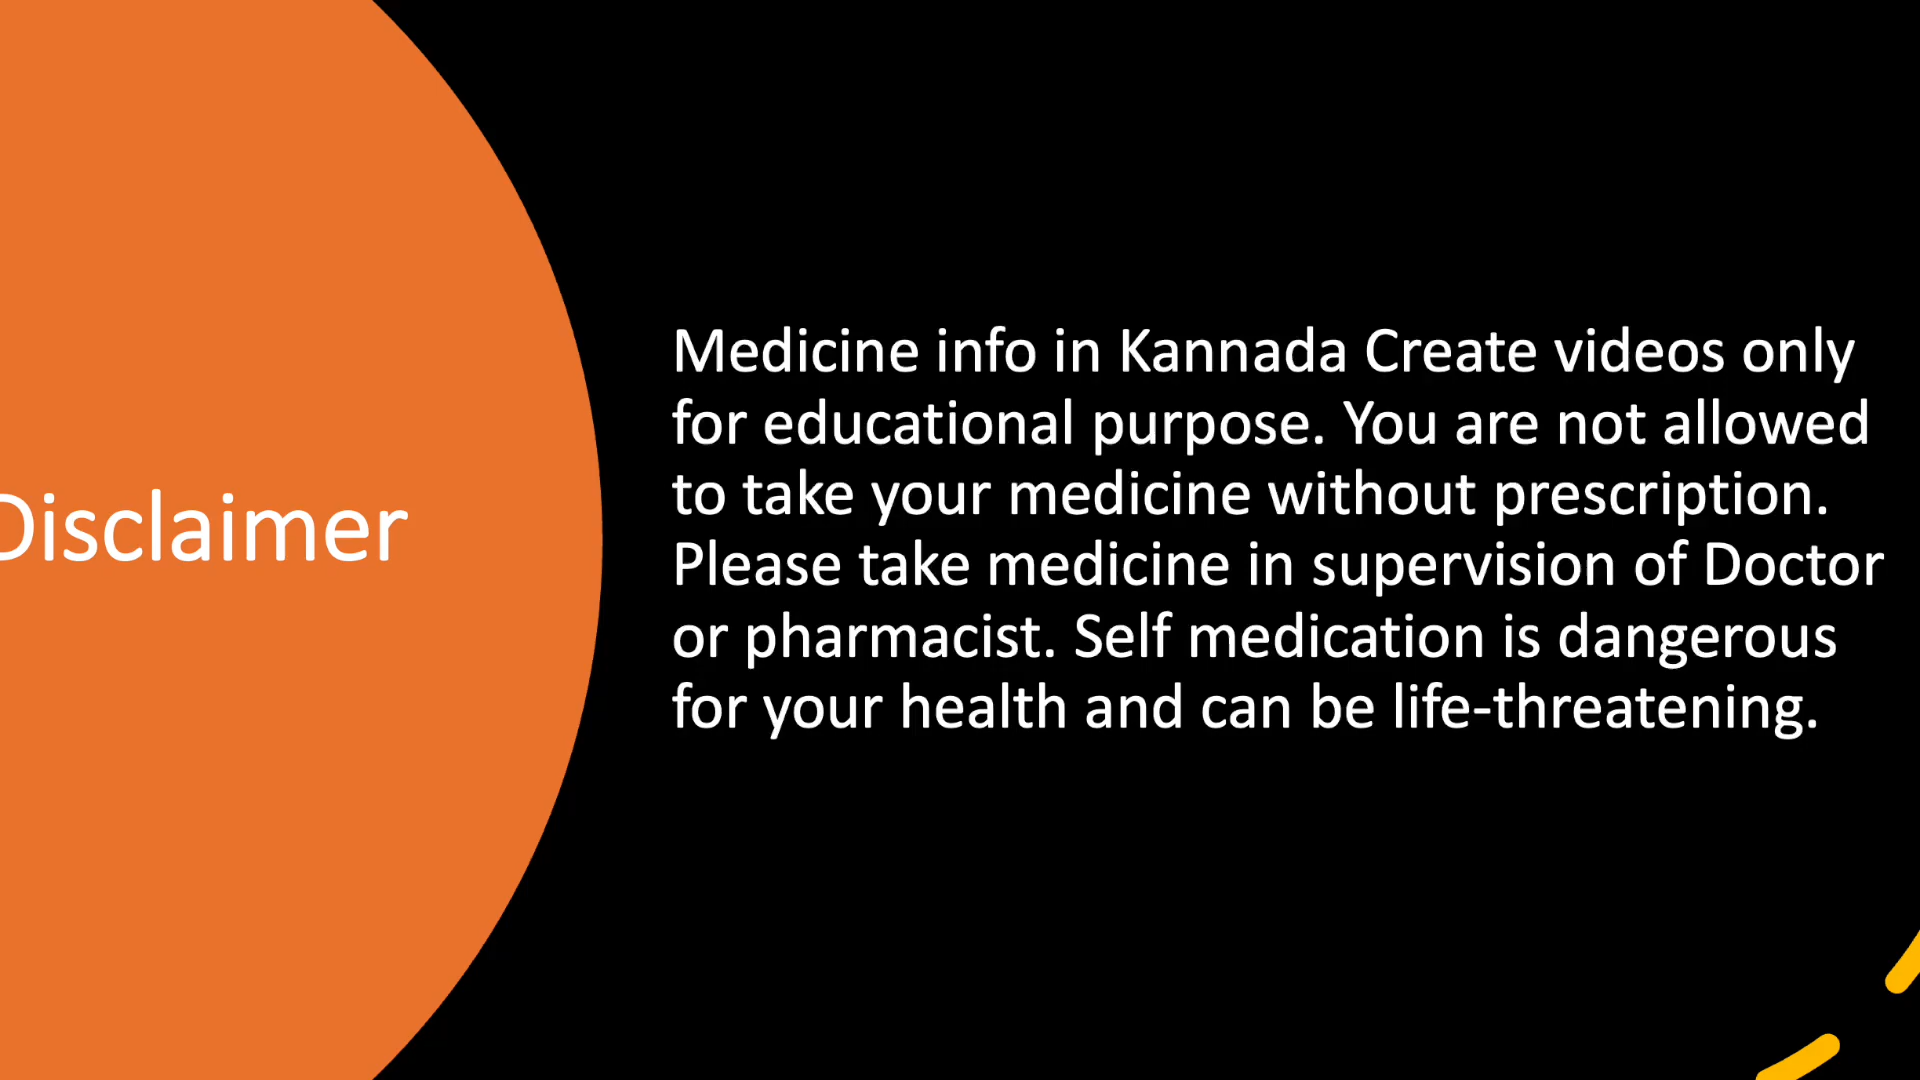 Disclaimer
Medicine info in Kannada Create videos only
for educational purpose. You are not allowed
to take your medicine without prescription.
Please take medicine in supervision of Doctor
or pharmacist. Self medication is dangerous
for your health and can be life-threatening.